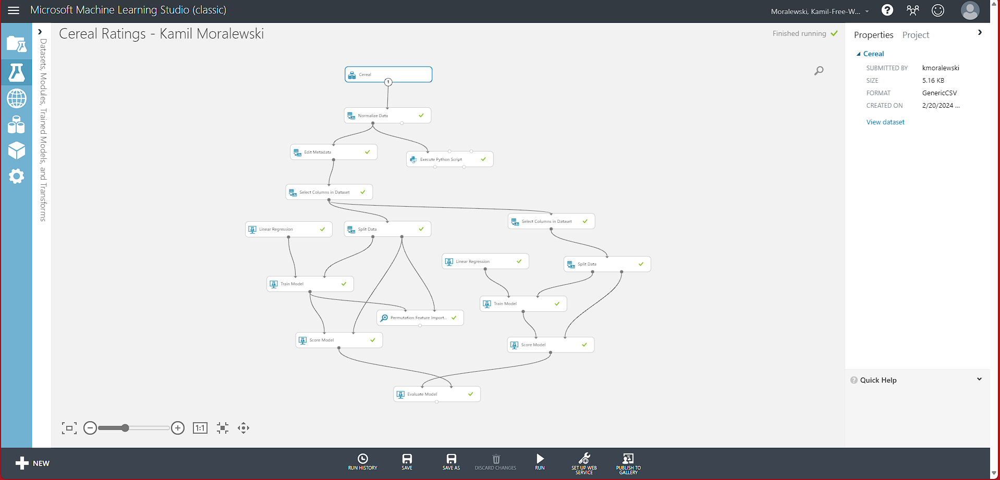 Microsoft Machine Learning Studio (classic)
Moralewski, Kamil-Free-W...
Datasets, Modules, Trained Models, and Transforms
Cereal Ratings - Kamil Moralewski
Finished running
Cereal
1
Normalize Data
Edit Metadata
Execute Python Script
Select Columns in Dataset
Select Columns in Dataset
Linear Regression
Split Data
Linear Regression
Split Data
Train Model
Train Model
Permutation Feature Import...
Score Model
Score Model
Evaluate Model
1:1
Properties Project
Cereal
SUBMITTED BY kmoralewski
SIZE 5.16 KB
FORMAT GenericCSV
CREATED ON 2/20/2024 ...
View dataset
? Quick Help
NEW
RUN HISTORY
SAVE
SAVE AS
DISCARD CHANGES
RUN
SET UP WEB
SERVICE
PUBLISH TO
GALLERY